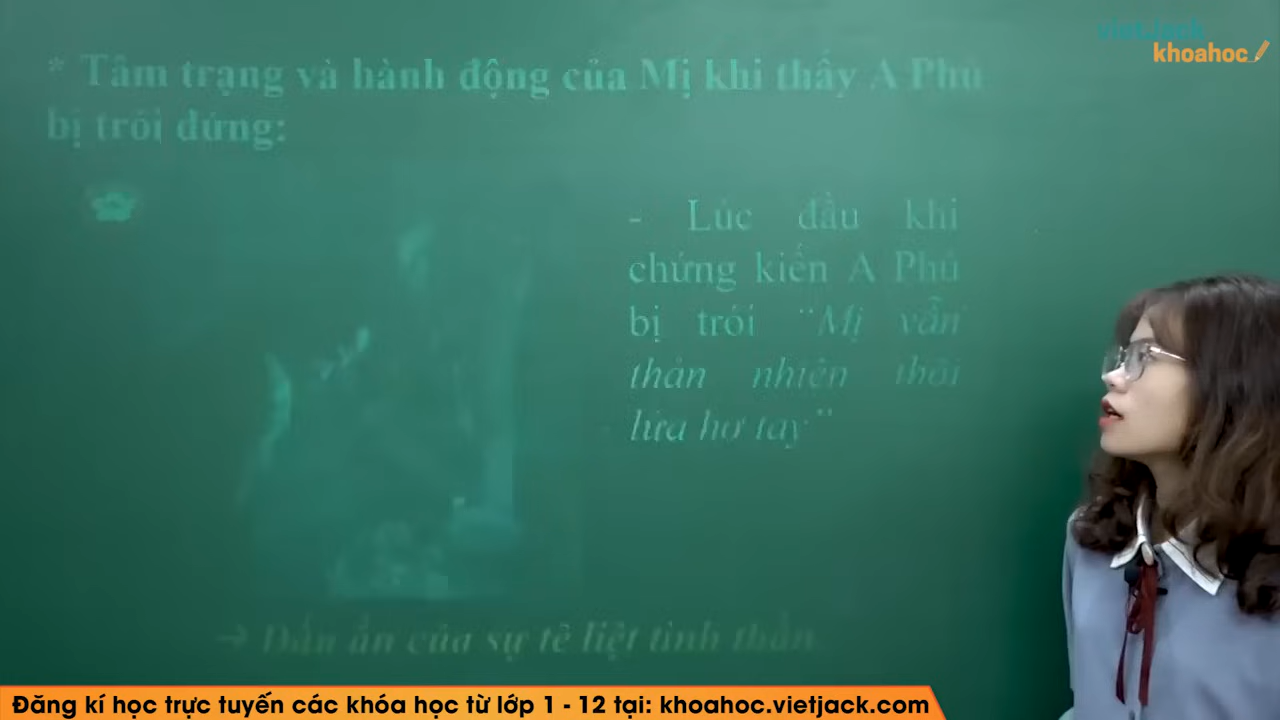 vietjack
khoahoc
* Tâm trạng và hành động của Mị khi thấy A Phủ
bị trói đứng:
- Lúc đầu khi
chứng kiến A Phủ
bị trói "Mị vẫn
thản nhiên thổi
lửa hơ tay"
→ Dấu ấn của sự tê liệt tinh thần
Đăng kí học trực tuyến các khóa học từ lớp 1 - 12 tại: khoahoc.vietjack.com